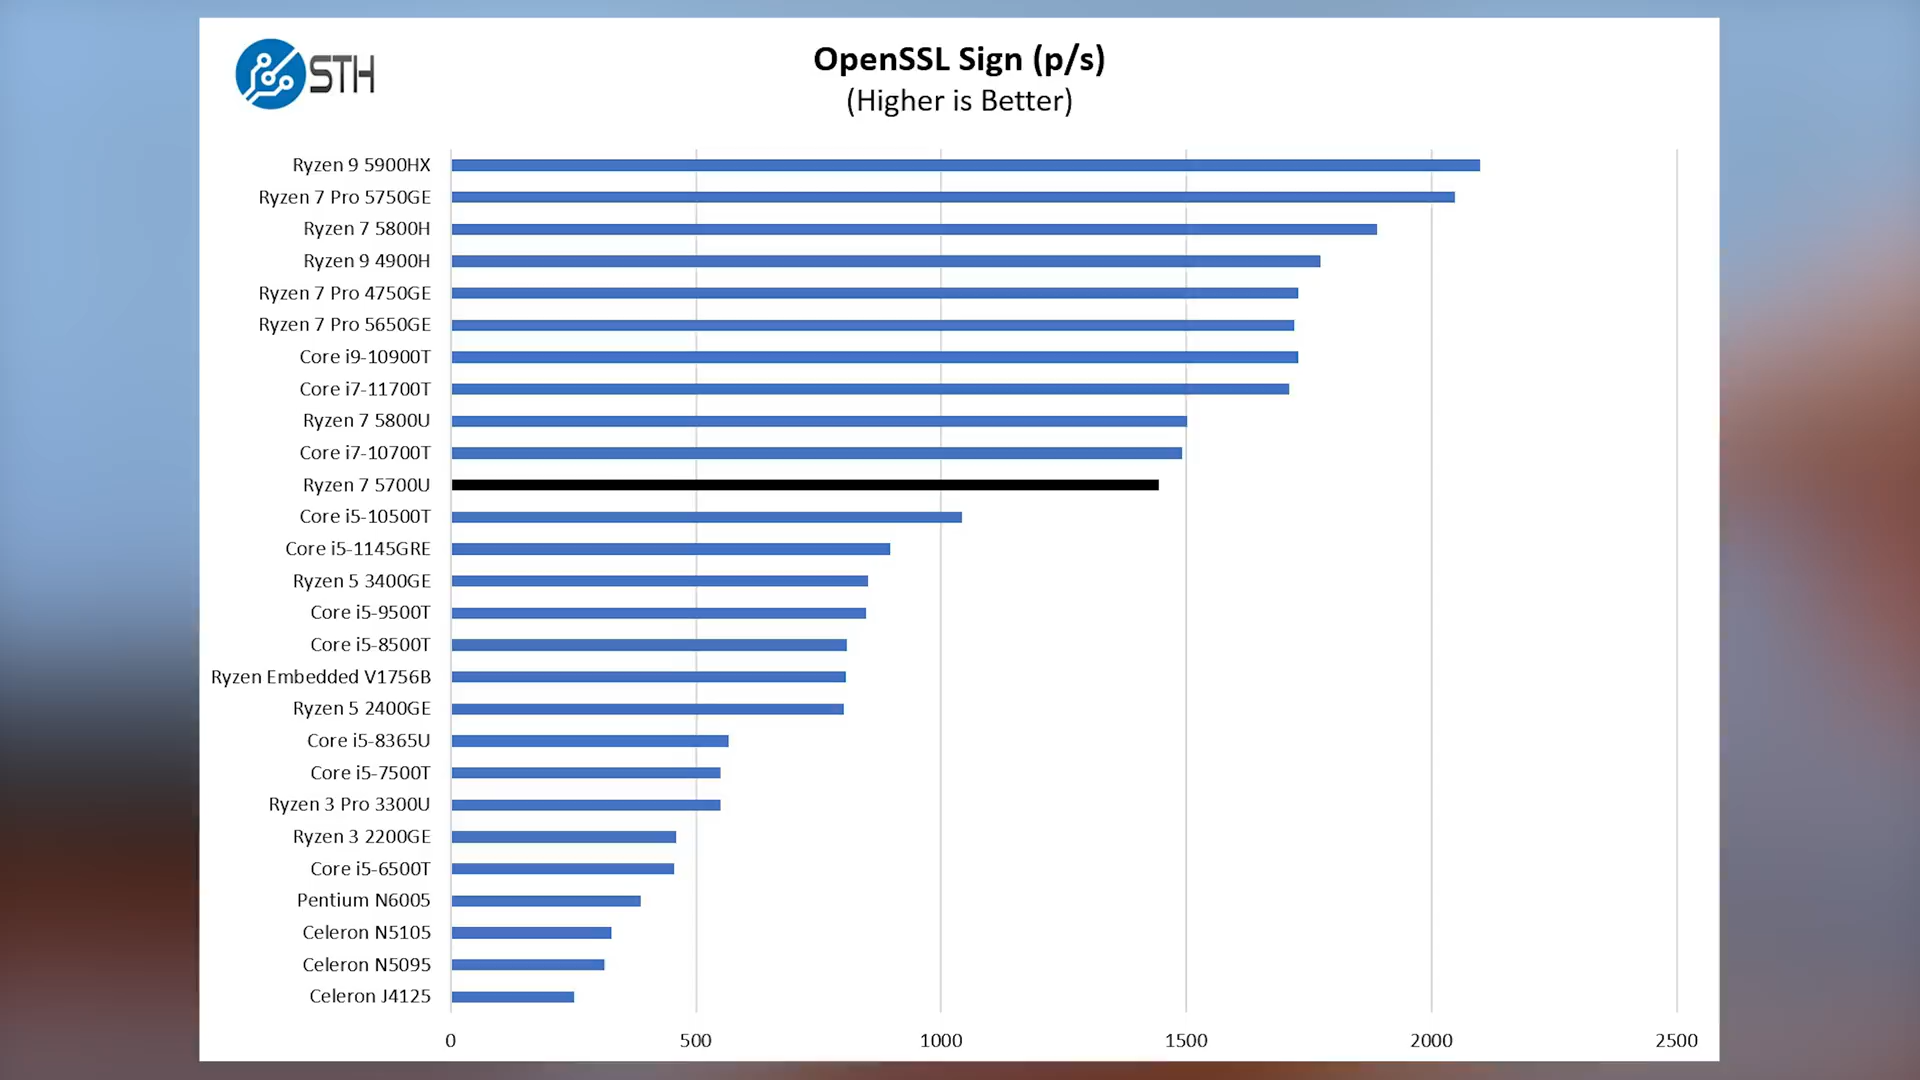 STH
OpenSSL Sign (p/s)
(Higher is Better)
Ryzen 9 5900HX
Ryzen 7 Pro 5750GE
Ryzen 7 5800H
Ryzen 9 4900H
Ryzen 7 Pro 4750GE
Ryzen 7 Pro 5650GE
Core i9-10900T
Core i7-11700T
Ryzen 7 5800U
Core i7-10700T
Ryzen 7 5700U
Core i5-10500T
Core i5-1145GRE
Ryzen 5 3400GE
Core i5-9500T
Core i5-8500T
Ryzen Embedded V1756B
Ryzen 5 2400GE
Core i5-8365U
Core i5-7500T
Ryzen 3 Pro 3300U
Ryzen 3 2200GE
Core i5-6500T
Pentium N6005
Celeron N5105
Celeron N5095
Celeron J4125
0 500 1000 1500 2000 2500